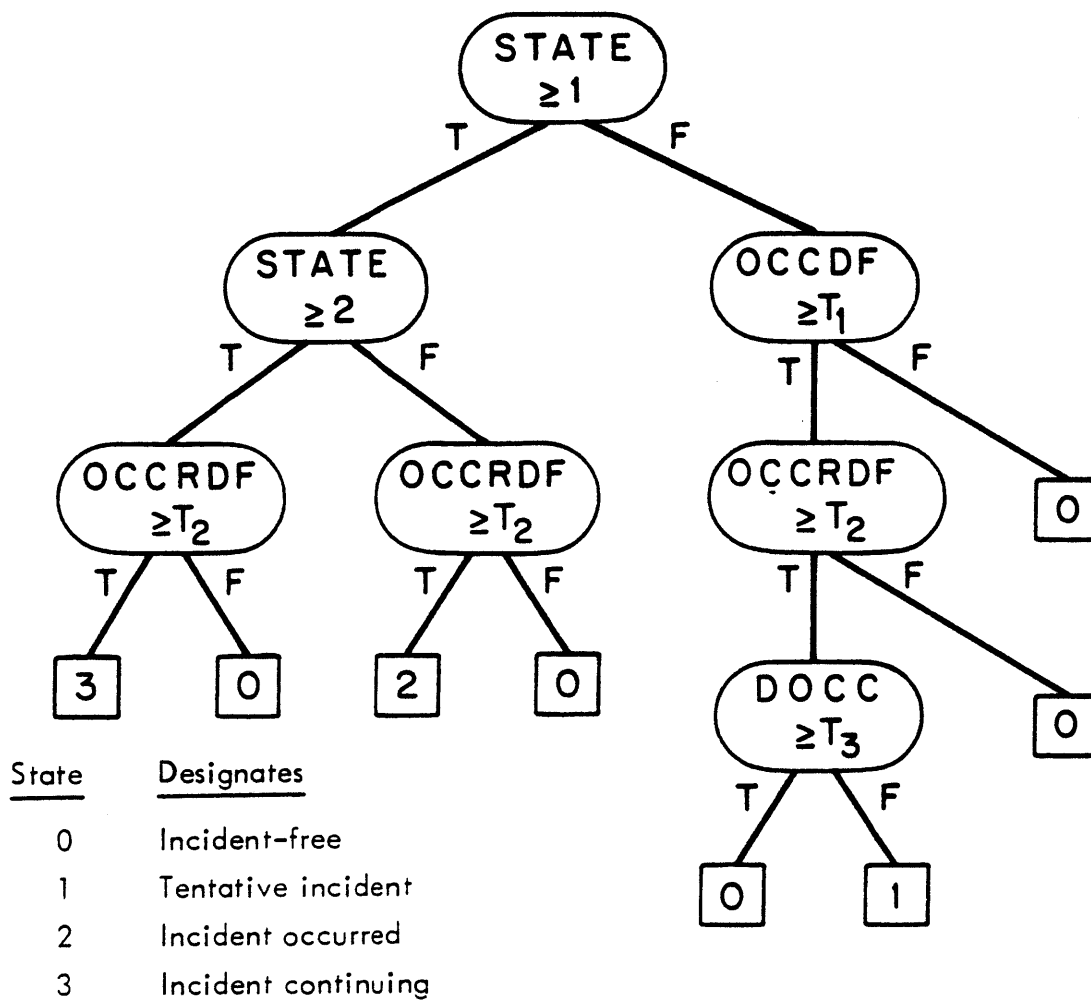 STATE
≥1
T F
STATE
≥2
OCCDF
≥T1
T F T F
OCCRDF
≥T2
OCCRDF
≥T2
OCCRDF
≥T2
0
T F T F T F
3 0 2 0
DOCC
≥T3
0
T F
0 1
State Designates
0 Incident-free
1 Tentative incident
2 Incident occurred
3 Incident continuing